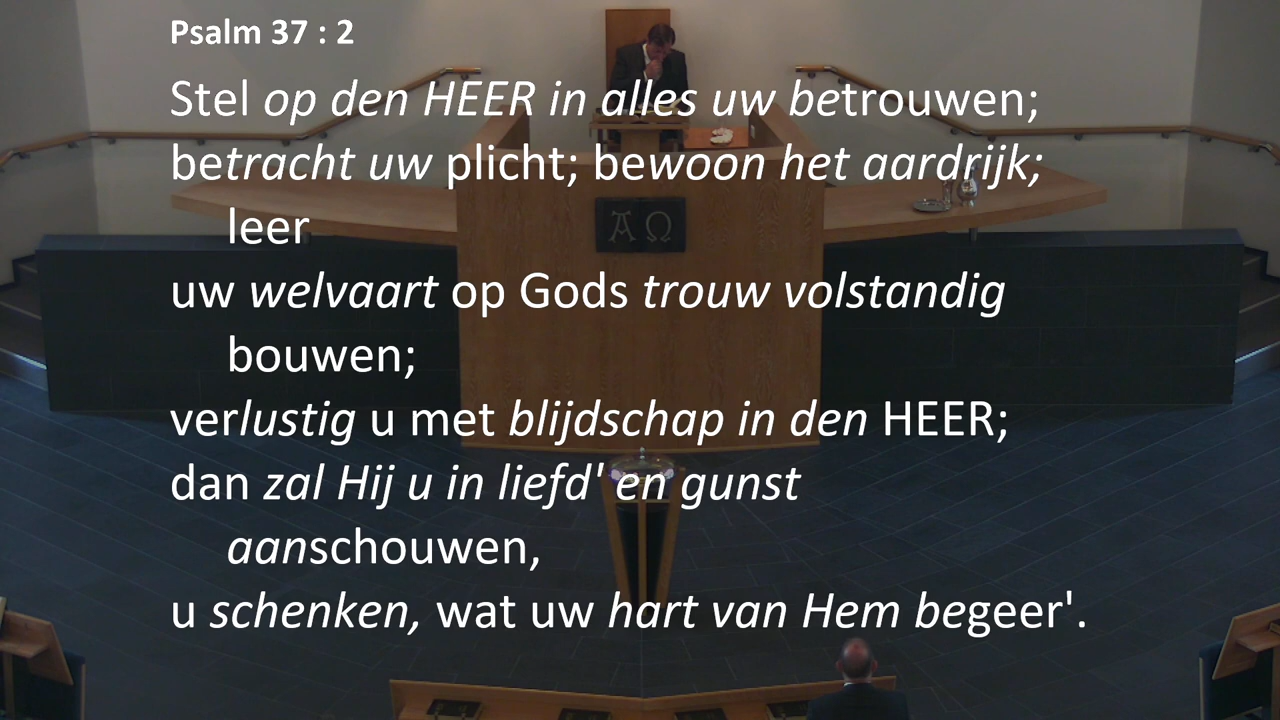 Psalm 37 : 2
Stel op den HEER in alles uw betrouwen;
betracht uw plicht; bewoon het aardrijk;
leer
uw welvaart op Gods trouw volstandig
bouwen;
verlustig u met blijdschap in den HEER;
dan zal Hij u in liefd' en gunst
aanschouwen,
u schenken, wat uw hart van Hem begeer'.
Α Ω